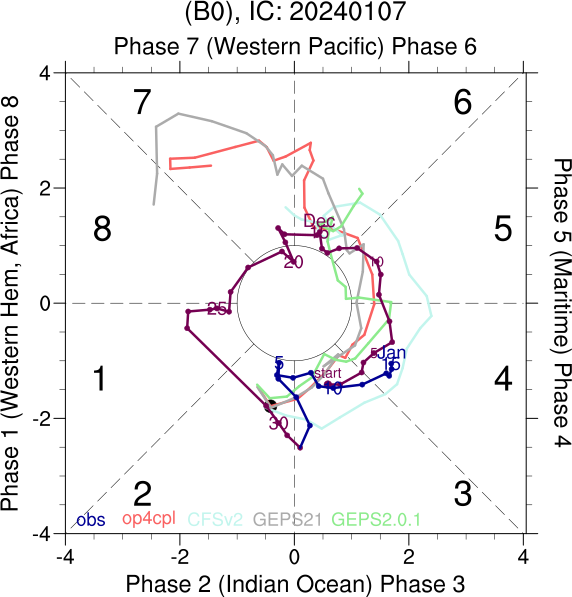 (B0), IC: 20240107
Phase 7 (Western Pacific) Phase 6
4
7
6
2
Dec
15
8
5
10
20
Phase 1 (Western Hem, Africa) Phase 8
Phase 5 (Maritime) Phase 4
0
25
5
Jan
5
15
start
10
1
4
-2
30
2
3
obs
op4cpl
CFSv2
GEPS21
GEPS2.0.1
-4
-4
-2
0
2
4
Phase 2 (Indian Ocean) Phase 3